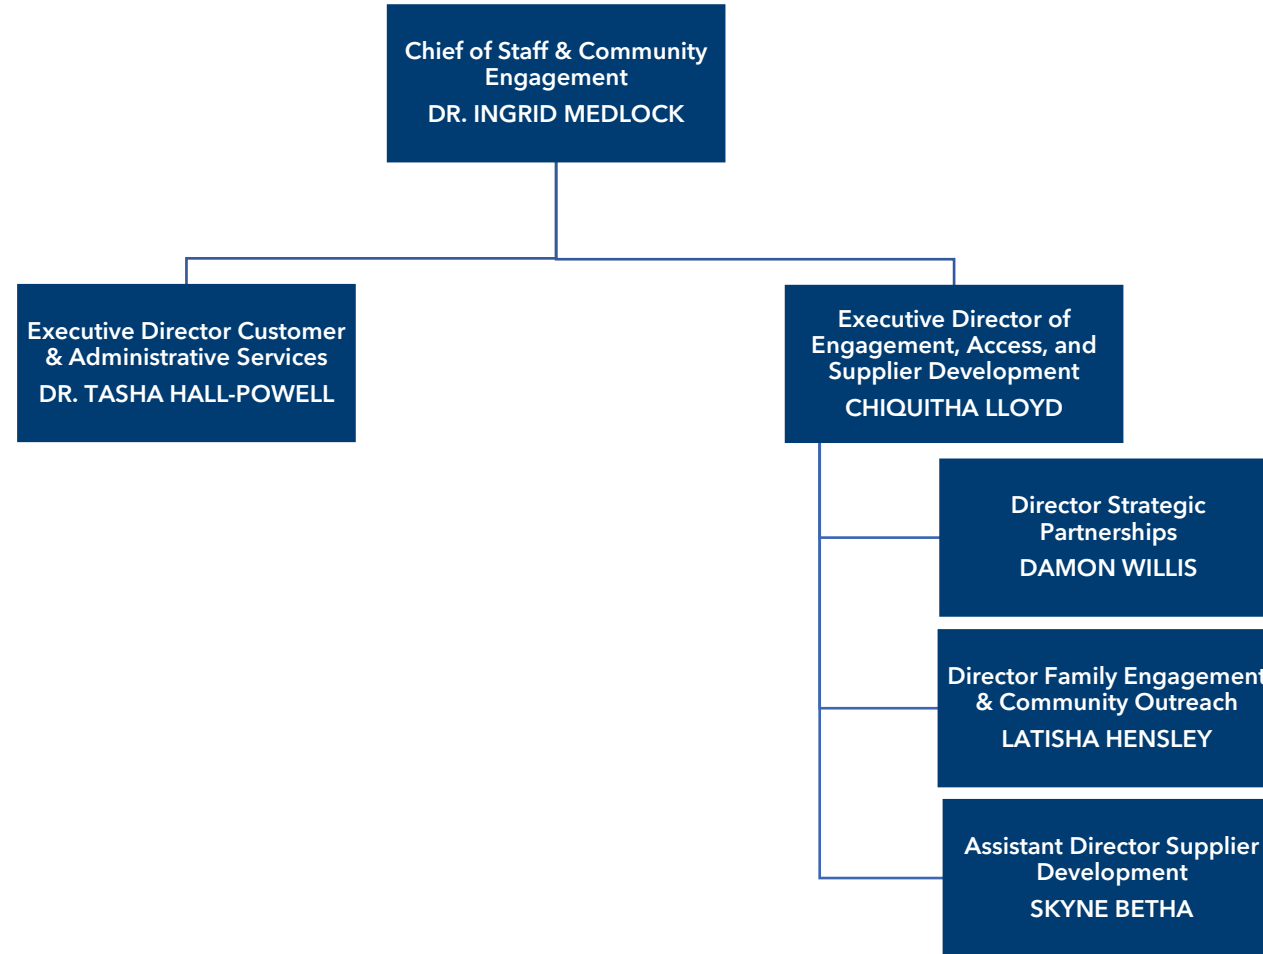 Chief of Staff & Community
Engagement
DR. INGRID MEDLOCK
Executive Director Customer
& Administrative Services
DR. TASHA HALL-POWELL
Executive Director of
Engagement, Access, and
Supplier Development
CHIQUITHA LLOYD
Director Strategic
Partnerships
DAMON WILLIS
Director Family Engagement
& Community Outreach
LATISHA HENSLEY
Assistant Director Supplier
Development
SKYNE BETHA